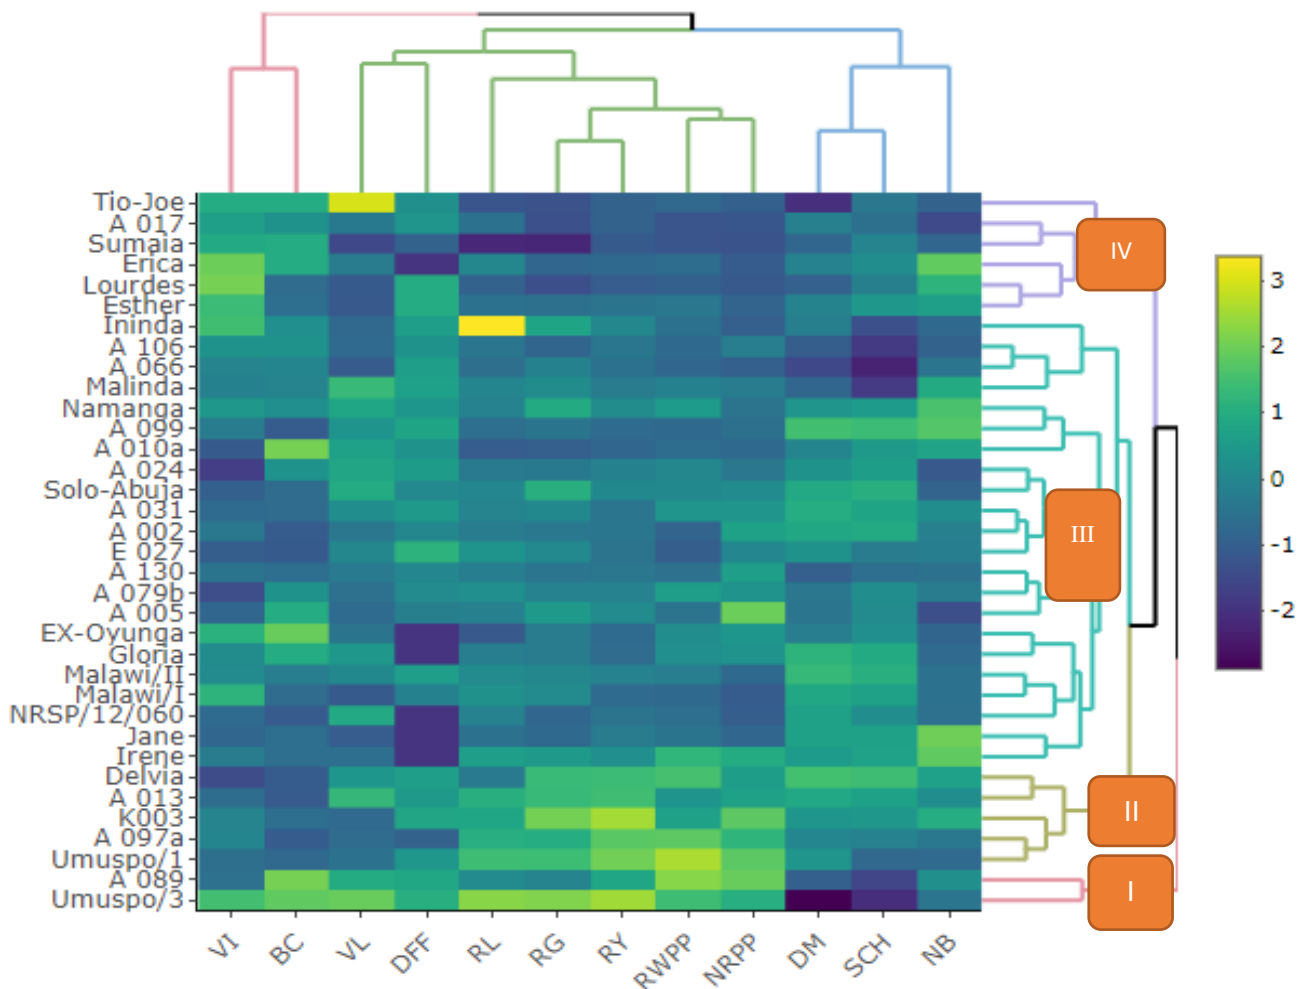 Tio-Joe
A 017
Sumaia
Erica
Lourdes
Esther
Ininda
A 106
A 066
Malinda
Namanga
A 099
A 010a
A 024
Solo-Abuja
A 031
A 002
E 027
A 130
A 079b
A 005
EX-Oyunga
Gloria
Malawi/II
Malawi/I
NRSP/12/060
Jane
Irene
Delvia
A 013
K003
A 097a
Umuspo/1
A 089
Umuspo/3
VI BC VL DFF RL RG RY RWPP NRPP DM SCH NB
IV
III
II
I
3
2
1
0
-1
-2